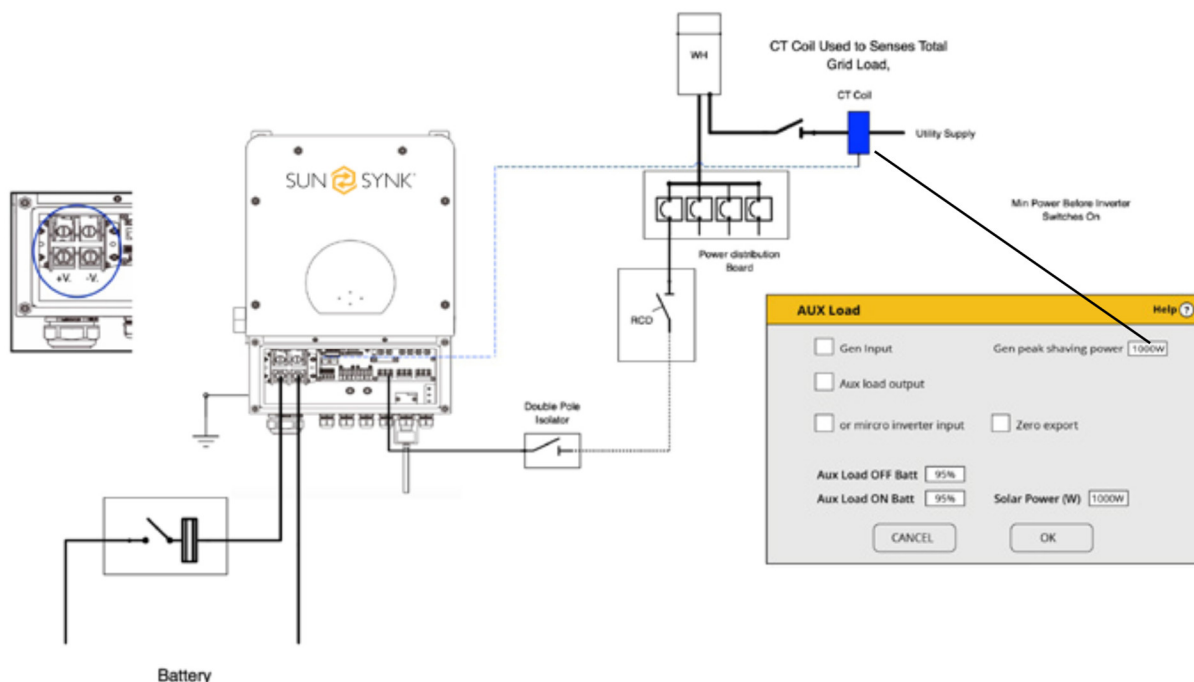 WH
CT Coil Used to Senses Total
Grid Load,
CT Coil
Utility Supply
SUN SYNK
+V. -V.
Power distribution
Board
Min Power Before Inverter
Switches On
RCD
Double Pole
Isolator
AUX Load
Help ?
Gen Input
Gen peak shaving power 1000W
Aux load output
or mircro inverter input
Zero export
Aux Load OFF Batt 95%
Aux Load ON Batt 95%
Solar Power (W) 1000W
CANCEL
OK
Battery